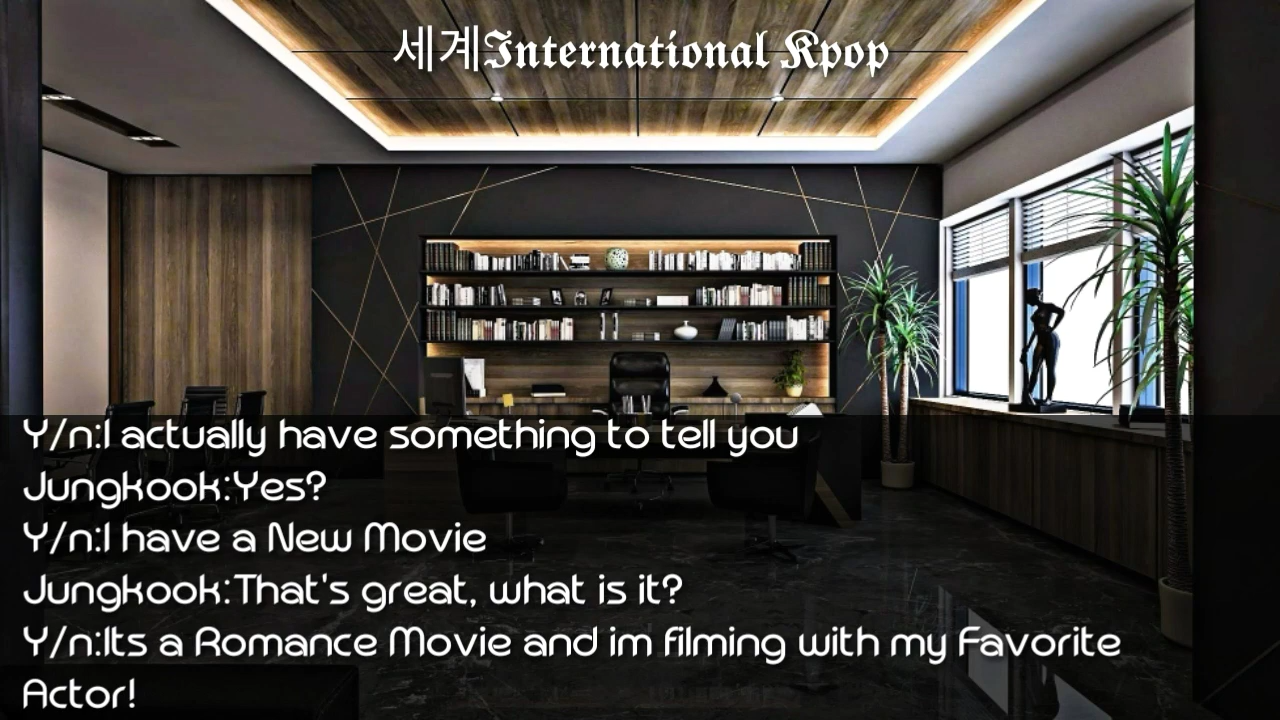 세계International Kpop
Y/n:I actually have something to tell you
Jungkook:Yes?
Y/n:I have a New Movie
Jungkook:That's great, what is it?
Y/n:Its a Romance Movie and im filming with my Favorite
Actor!